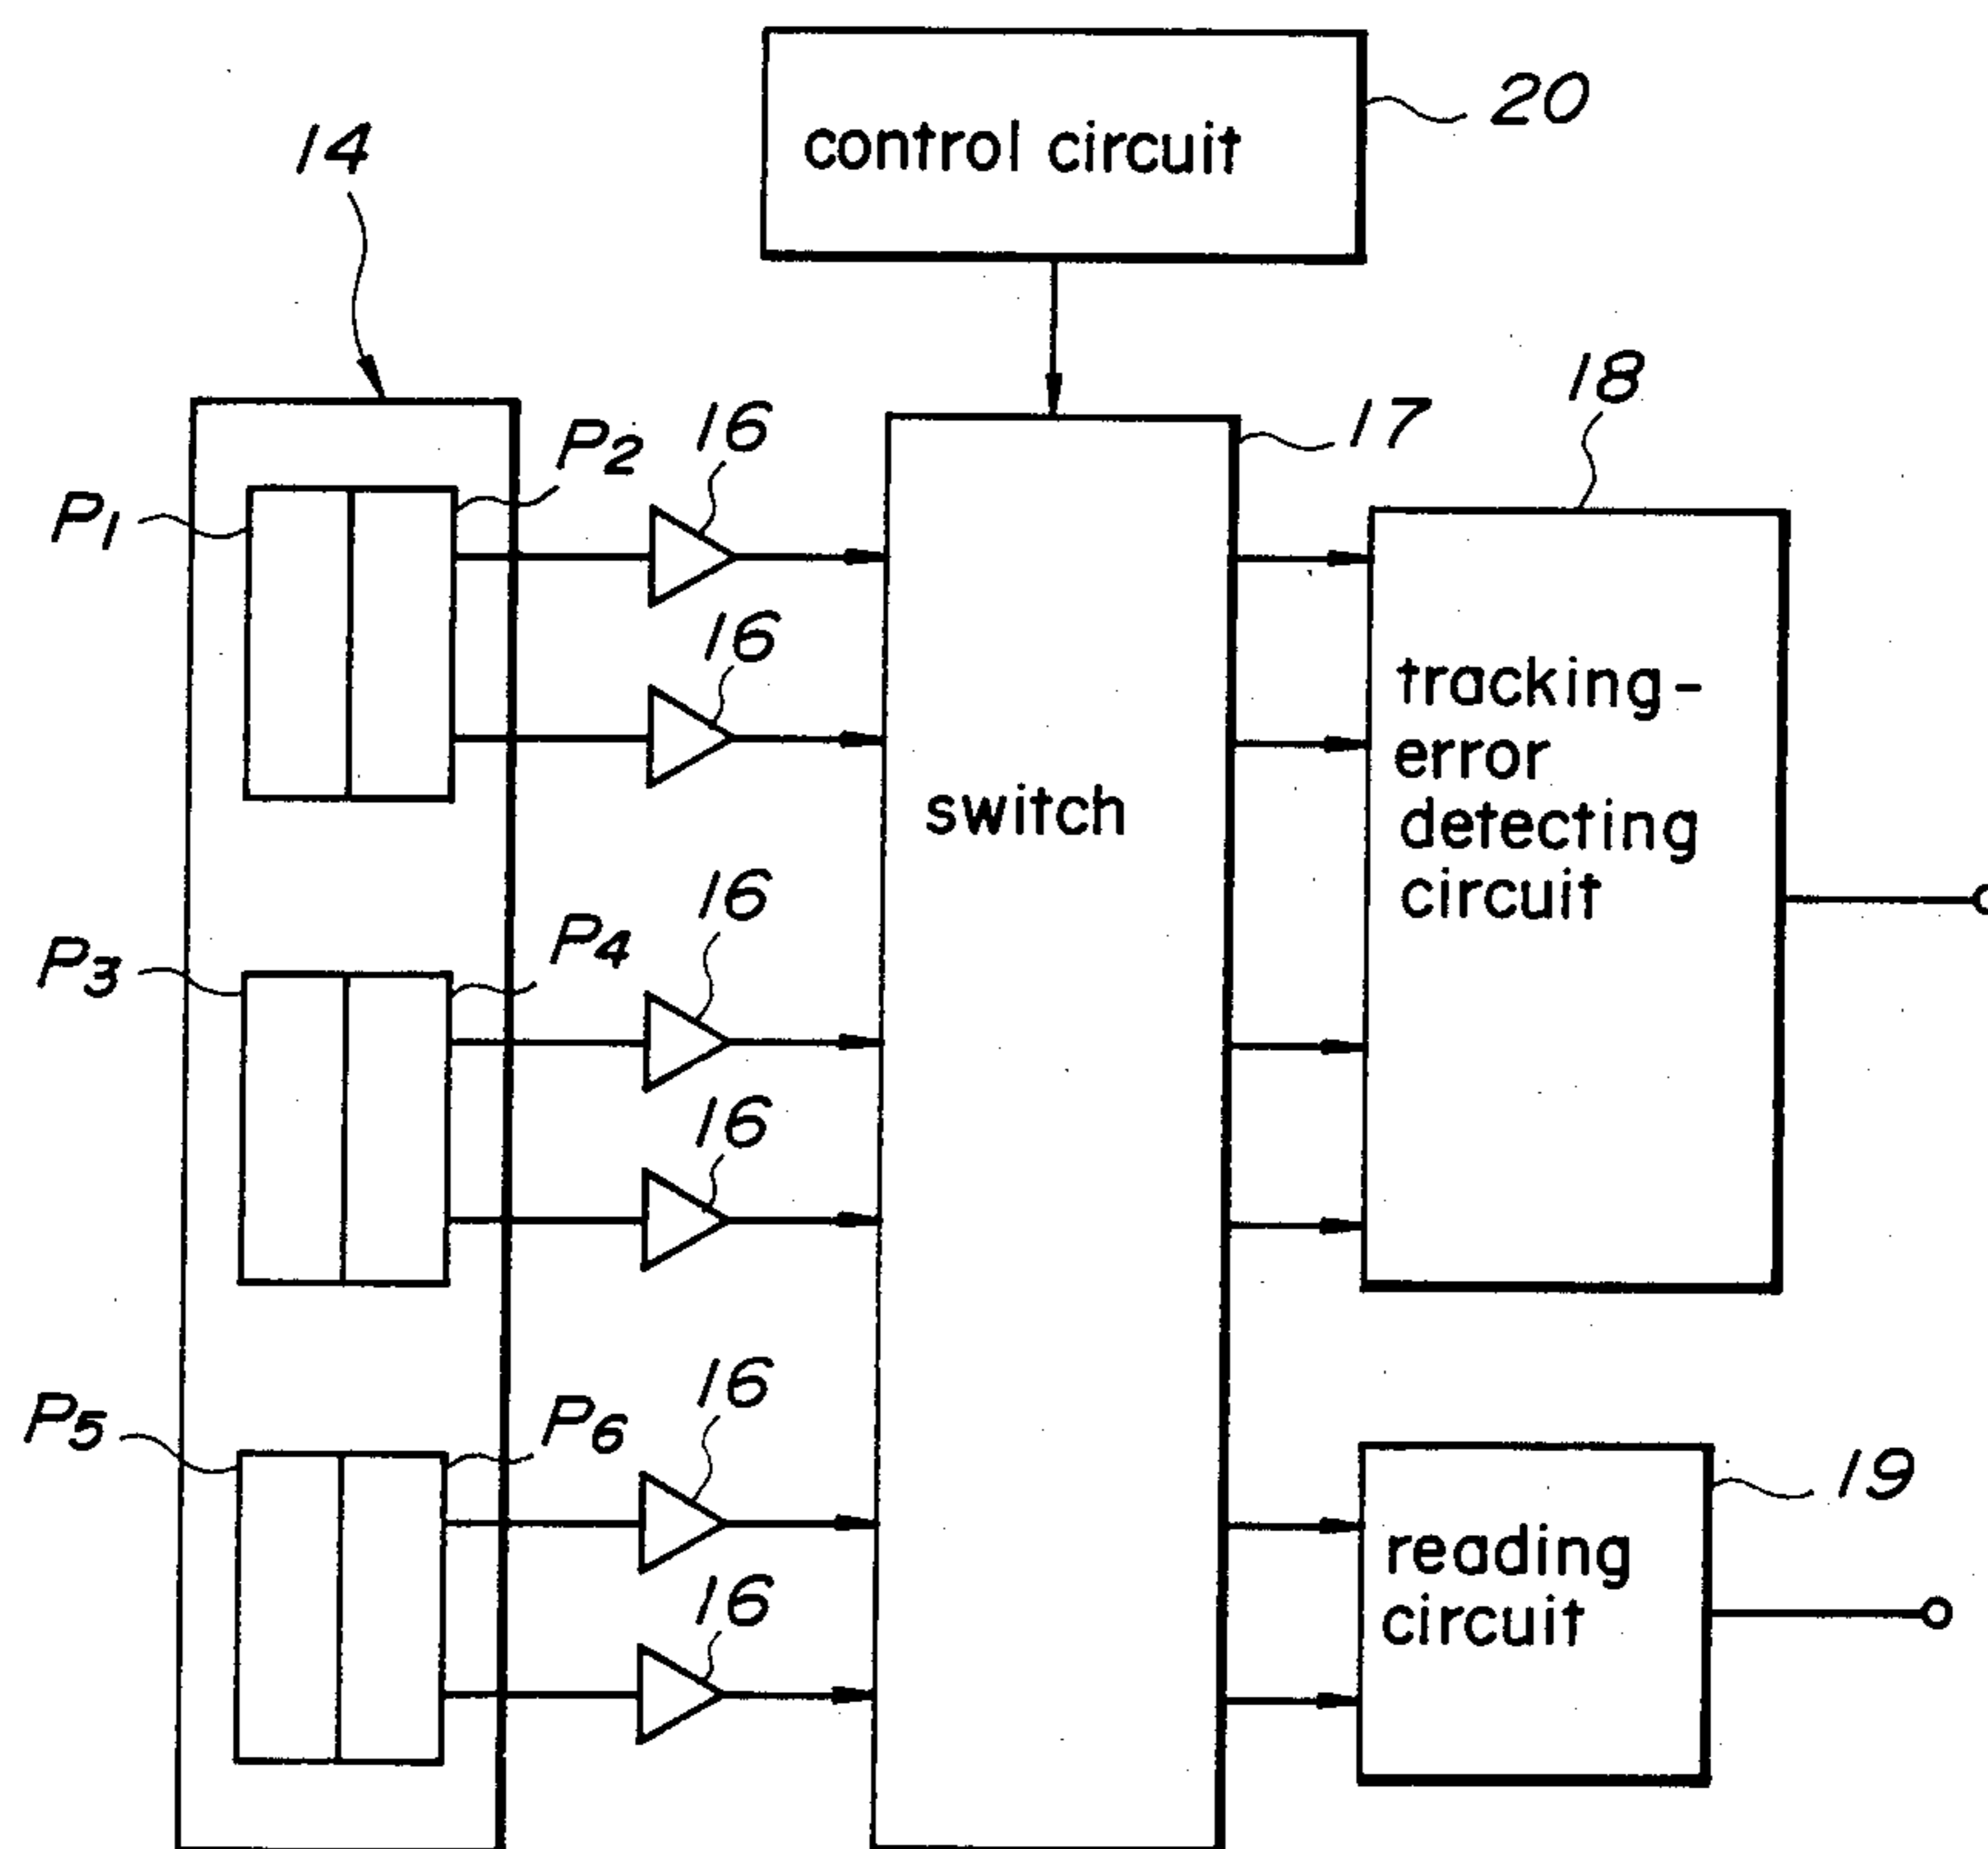 20
control circuit
14
18
17
P2
16
P1
16
tracking-
error
detecting
circuit
switch
16
P4
P3
16
16
P6
P5
19
reading
circuit
16